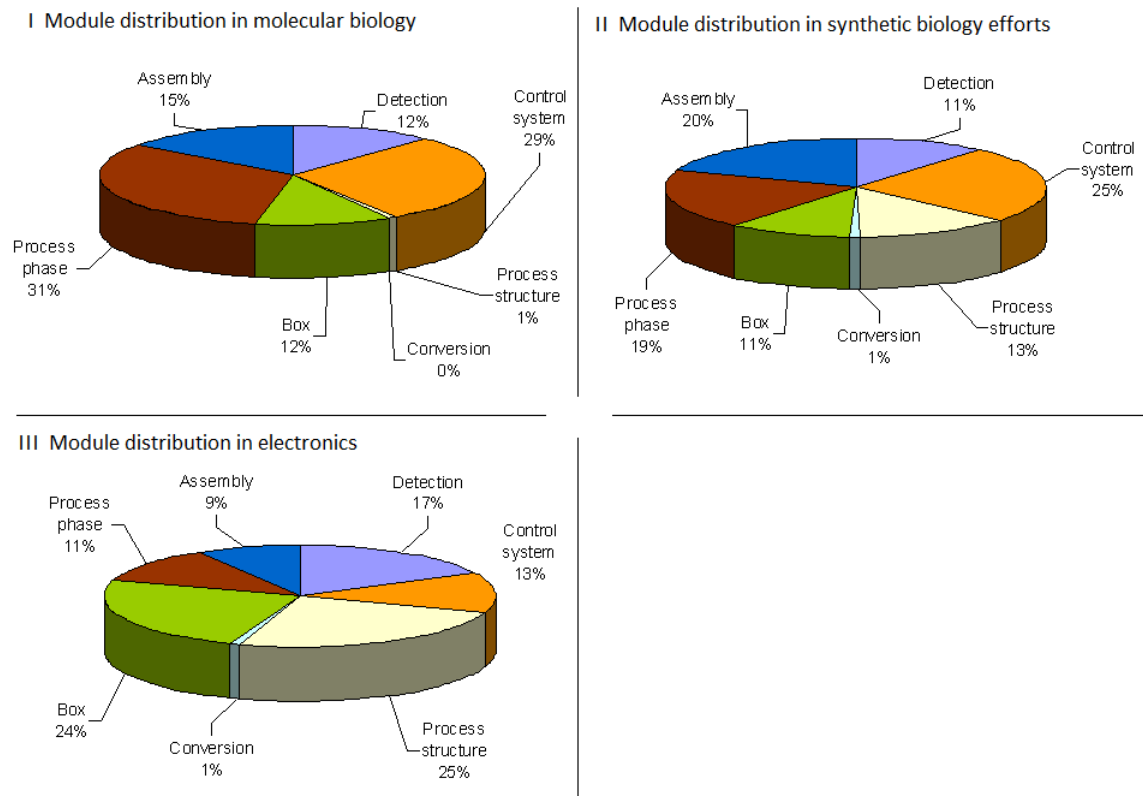 I Module distribution in molecular biology
Assembly
15%
Detection
12%
Control
system
29%
Process
structure
1%
Conversion
0%
Box
12%
Process
phase
31%
II Module distribution in synthetic biology efforts
Assembly
20%
Detection
11%
Control
system
25%
Process
structure
13%
Conversion
1%
Box
11%
Process
phase
19%
III Module distribution in electronics
Assembly
9%
Detection
17%
Control
system
13%
Process
structure
25%
Conversion
1%
Box
24%
Process
phase
11%